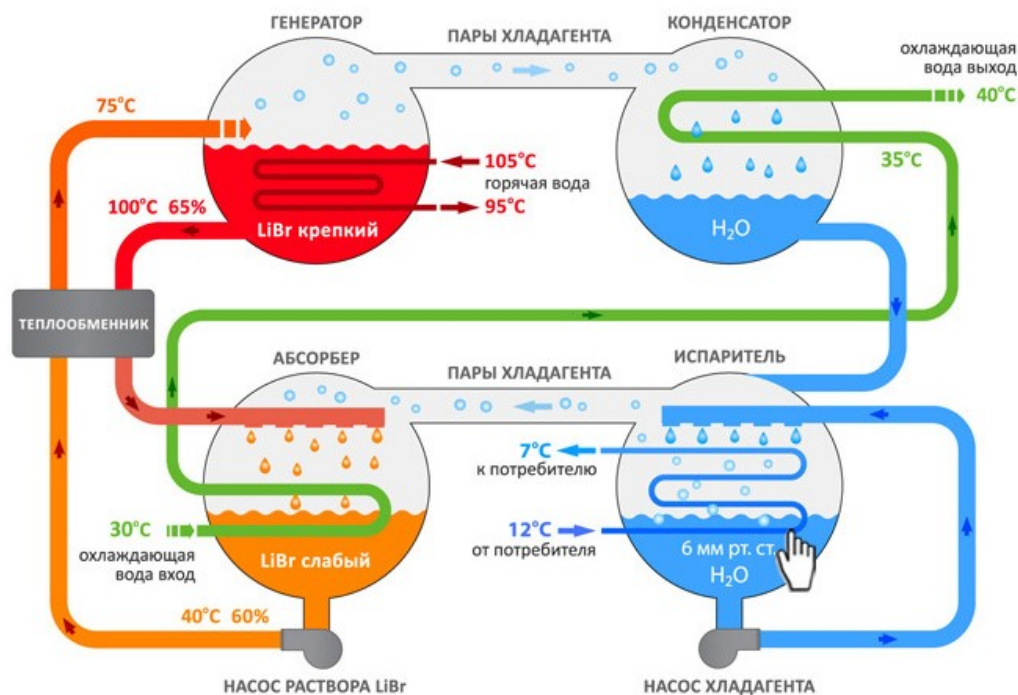 ГЕНЕРАТОР
ПАРЫ ХЛАДАГЕНТА
КОНДЕНСАТОР
охлаждающая
вода выход
40°C
75°C
35°C
105°C
горячая вода
95°C
100°C 65%
LiBr крепкий
H₂O
ТЕПЛООБМЕННИК
АБСОРБЕР
ПАРЫ ХЛАДАГЕНТА
ИСПАРИТЕЛЬ
7°C
к потребителю
30°C
охлаждающая
вода вход
12°C
от потребителя
LiBr слабый
6 мм рт. ст.
H₂O
40°C 60%
НАСОС РАСТВОРА LiBr
НАСОС ХЛАДАГЕНТА